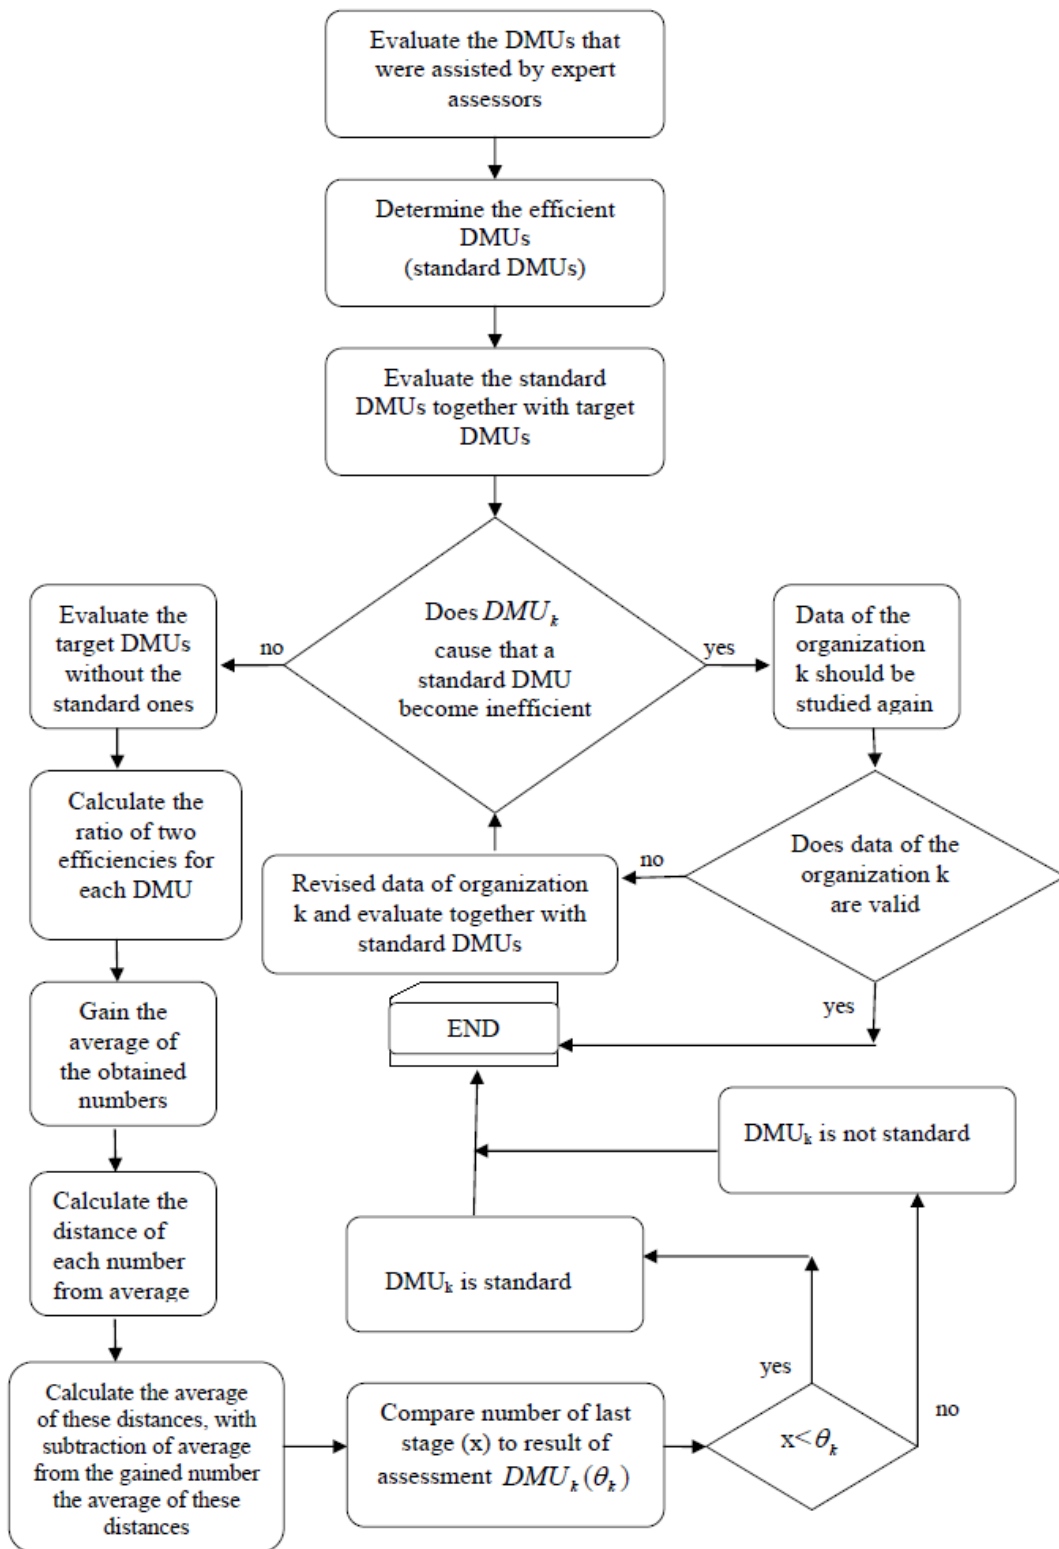 Evaluate the DMUs that
were assisted by expert
assessors
Determine the efficient
DMUs
(standard DMUs)
Evaluate the standard
DMUs together with target
DMUs
Does DMUₖ
cause that a
standard DMU
become inefficient
no
yes
Evaluate the
target DMUs
without the
standard ones
Data of the
organization
k should be
studied again
Calculate the
ratio of two
efficiencies for
each DMU
Does data of the
organization k
are valid
no
yes
Revised data of organization
k and evaluate together with
standard DMUs
Gain the
average of
the obtained
numbers
END
Calculate the
distance of
each number
from average
DMUₖ is not standard
DMUₖ is standard
Calculate the average
of these distances, with
subtraction of average
from the gained number
the average of these
distances
Compare number of last
stage (x) to result of
assessment DMUₖ(θₖ)
x<θₖ
yes
no